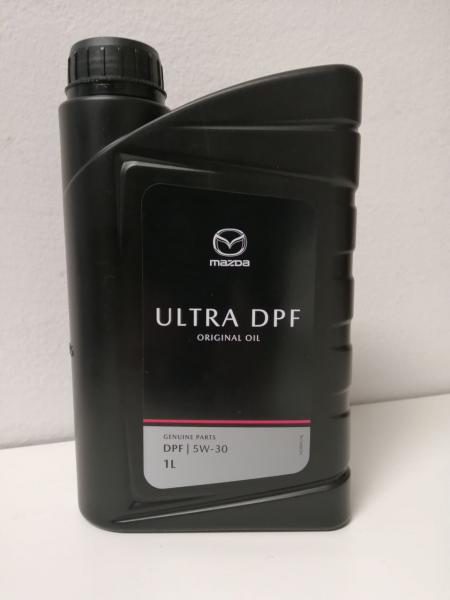 mazda
ULTRA DPF
ORIGINAL OIL
GENUINE PARTS
DPF | 5W-30
1L